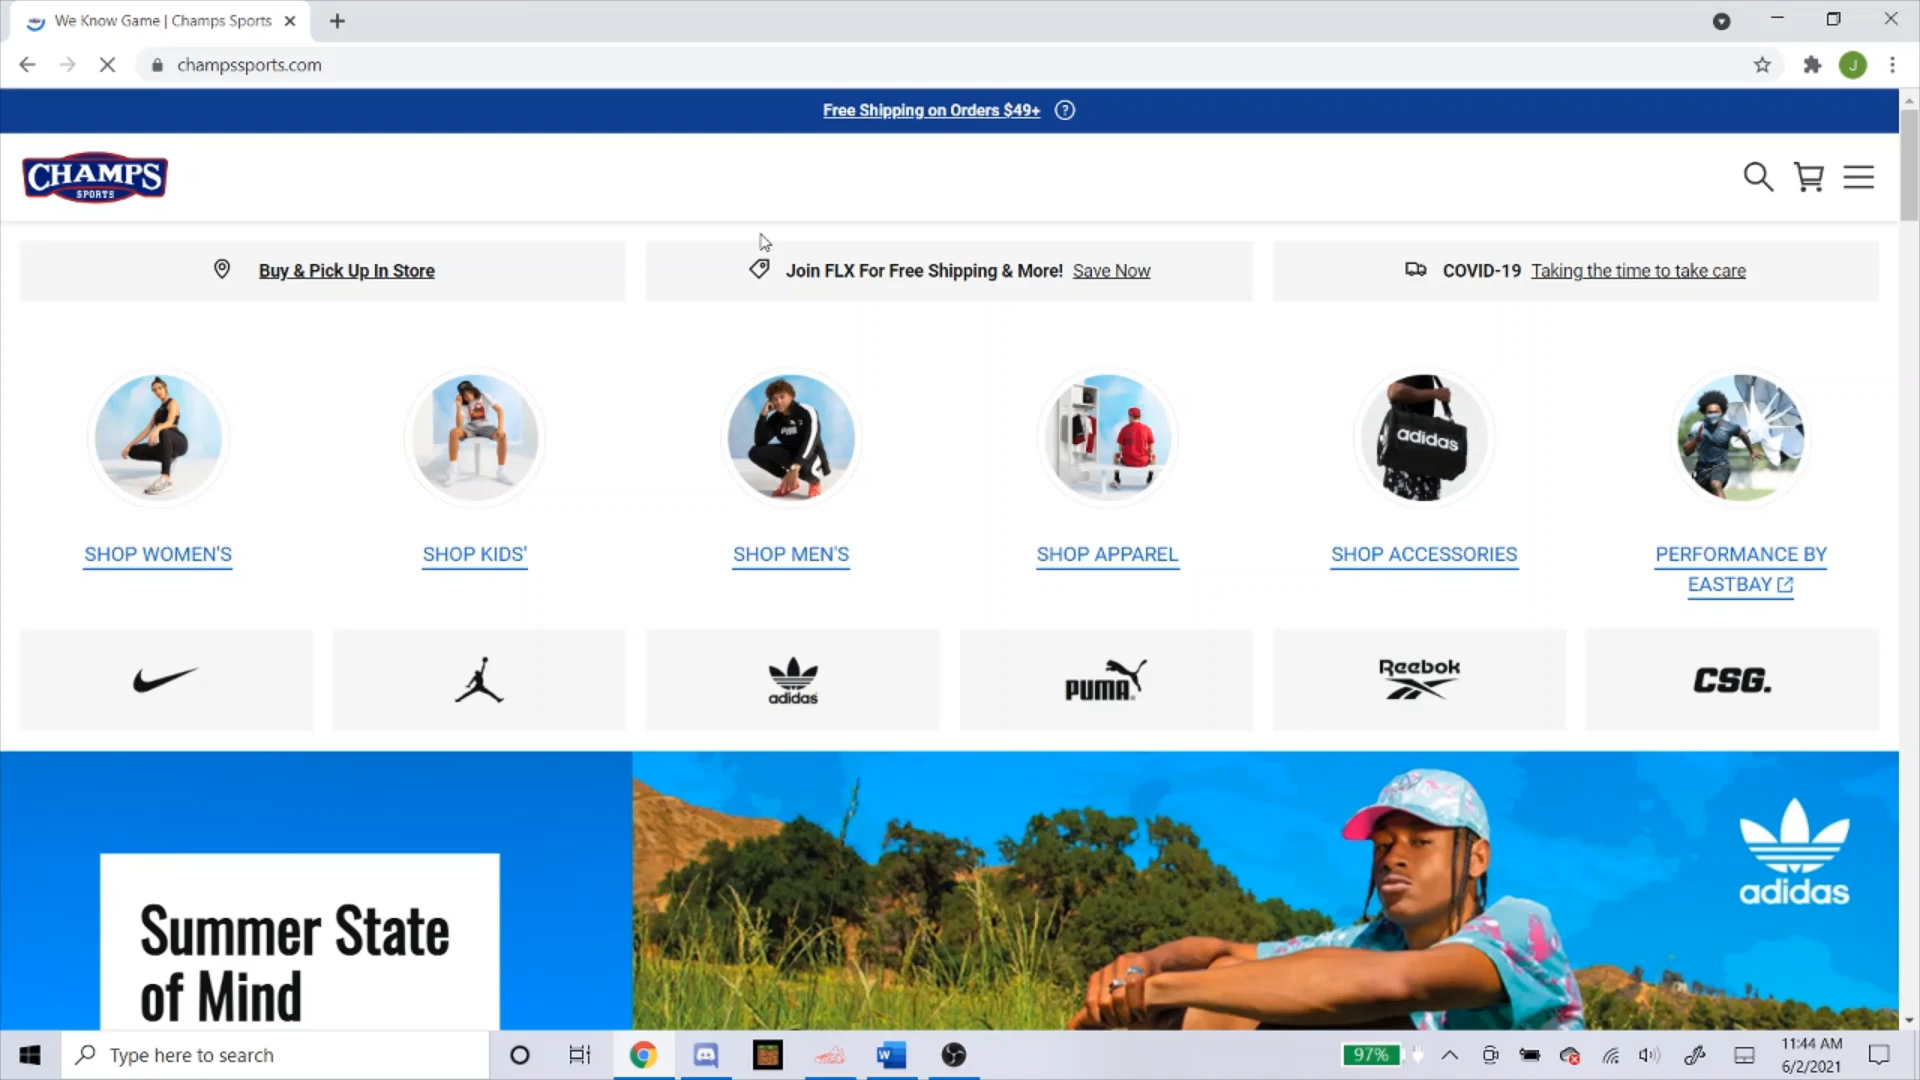 We Know Game | Champs Sports
champssports.com
J
Free Shipping on Orders $49+ ?
CHAMPS
SPORTS
Buy & Pick Up In Store
Join FLX For Free Shipping & More! Save Now
COVID-19 Taking the time to take care
adidas
SHOP WOMEN'S
SHOP KIDS'
SHOP MEN'S
SHOP APPAREL
SHOP ACCESSORIES
PERFORMANCE BY
EASTBAY
adidas
PUMA
Reebok
CSG.
adidas
Summer State
of Mind
Type here to search
W
97%
11:44 AM
6/2/2021